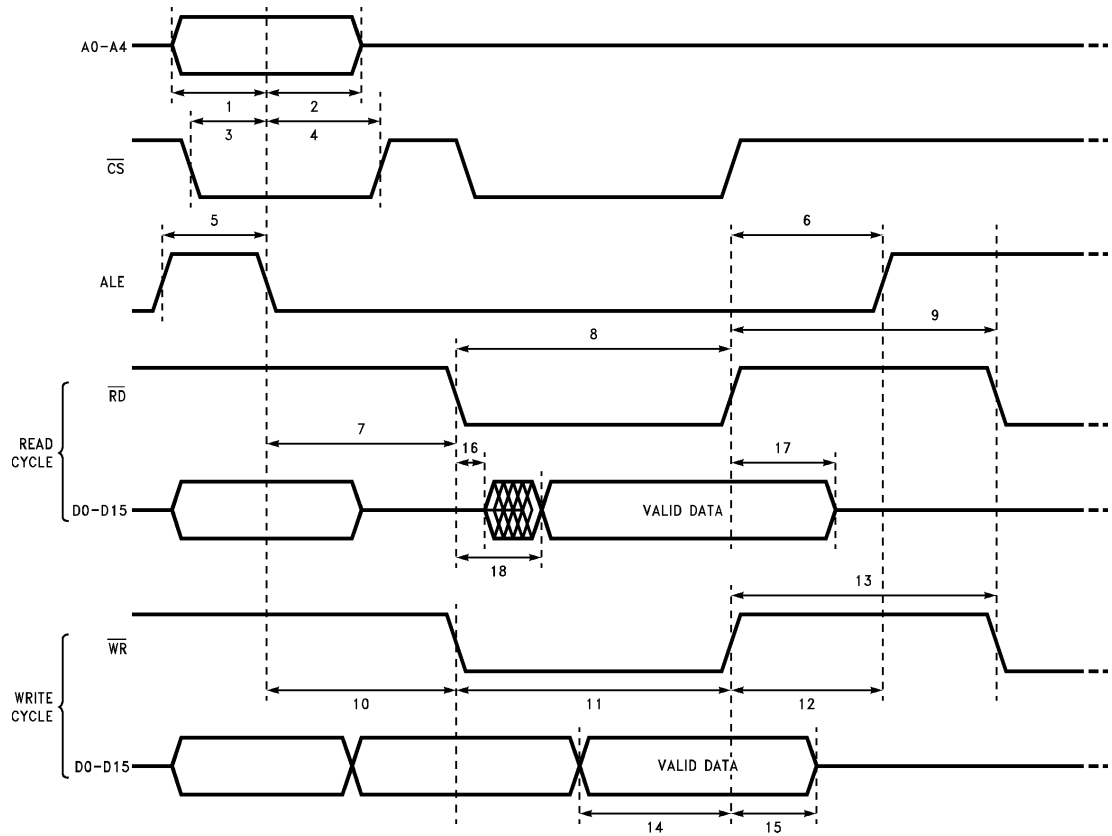 A0-A4
1
2
3
4
CS
5
6
ALE
9
8
RD
7
READ
CYCLE
16
17
D0-D15
VALID DATA
18
13
WR
10
11
12
WRITE
CYCLE
D0-D15
VALID DATA
14
15